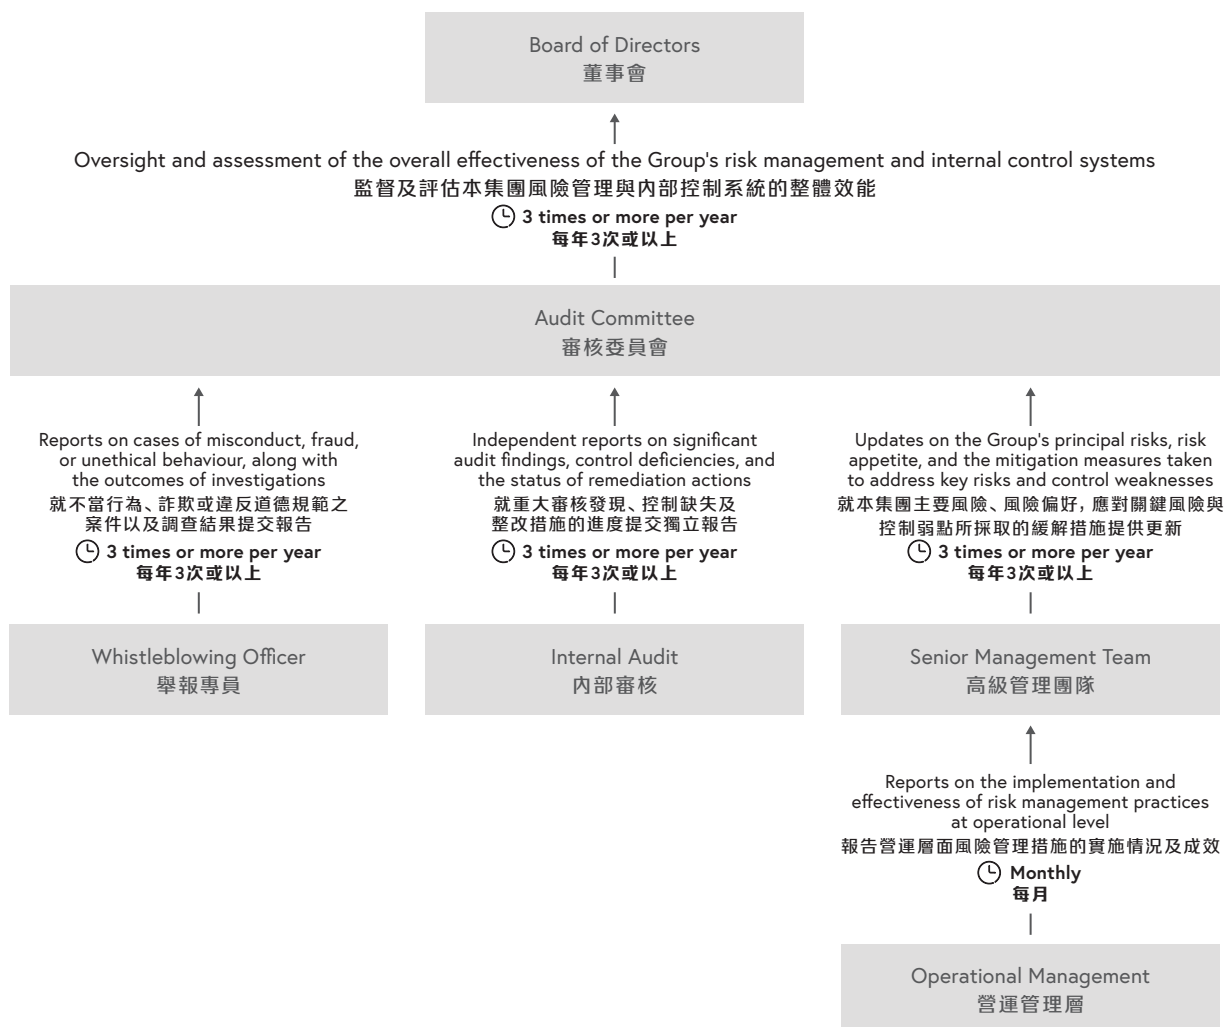 Board of Directors
董事會
Oversight and assessment of the overall effectiveness of the Group's risk management and internal control systems
監督及評估本集團風險管理與內部控制系統的整體效能
3 times or more per year
每年3次或以上
Audit Committee
審核委員會
Reports on cases of misconduct, fraud,
or unethical behaviour, along with
the outcomes of investigations
就不當行為、詐欺或違反道德規範之
案件以及調查結果提交報告
3 times or more per year
每年3次或以上
Whistleblowing Officer
舉報專員
Independent reports on significant
audit findings, control deficiencies, and
the status of remediation actions
就重大審核發現、控制缺失及
整改措施的進度提交獨立報告
3 times or more per year
每年3次或以上
Internal Audit
內部審核
Updates on the Group's principal risks, risk
appetite, and the mitigation measures taken
to address key risks and control weaknesses
就本集團主要風險、風險偏好，應對關鍵風險與
控制弱點所採取的緩解措施提供更新
3 times or more per year
每年3次或以上
Senior Management Team
高級管理團隊
Reports on the implementation and
effectiveness of risk management practices
at operational level
報告營運層面風險管理措施的實施情況及成效
Monthly
每月
Operational Management
營運管理層